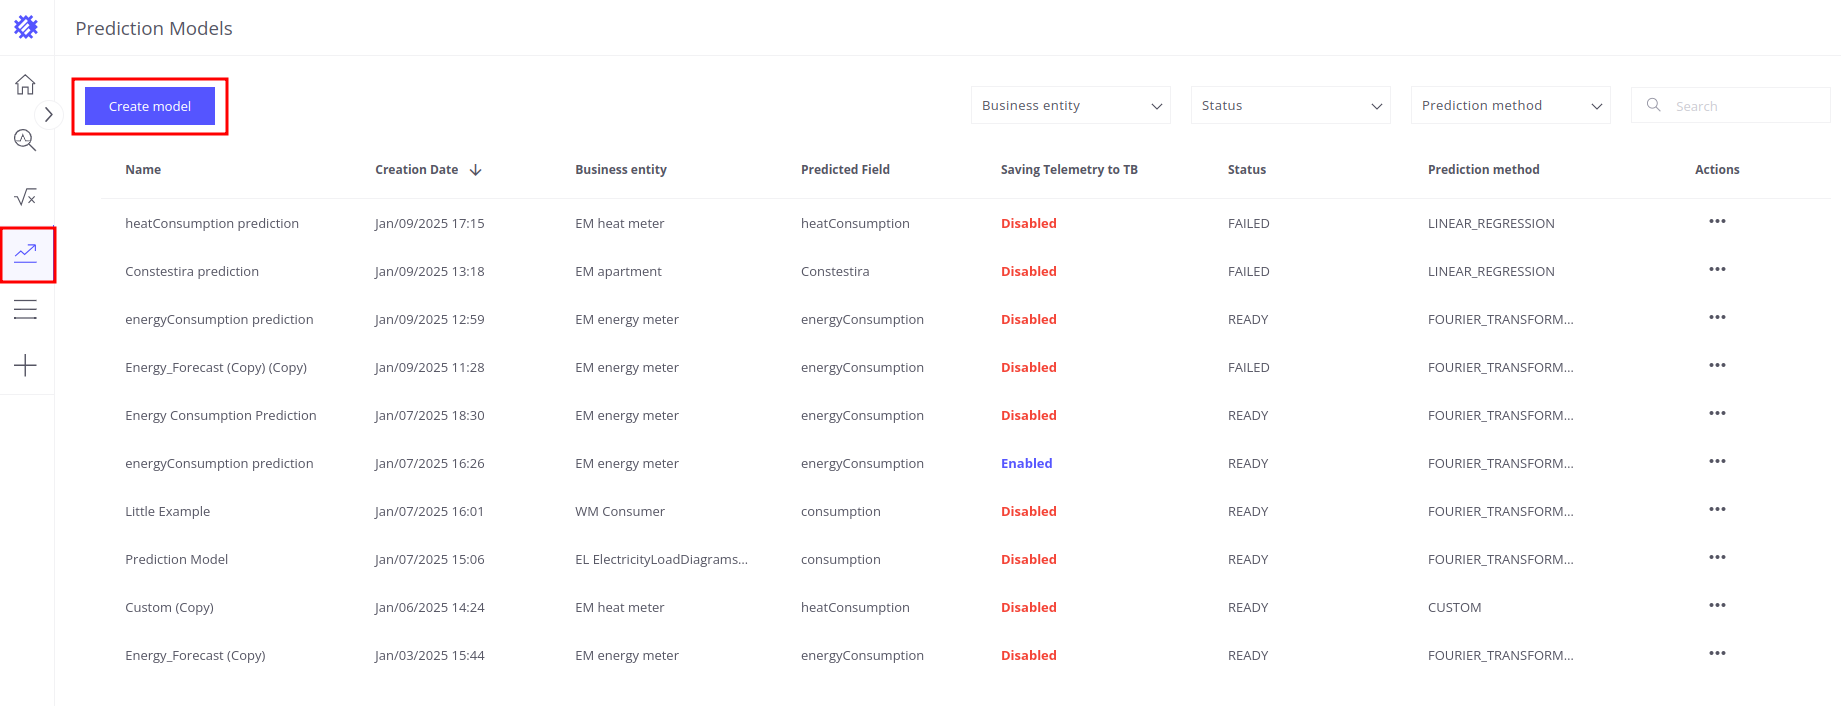 Prediction Models
Create model
Business entity Status Prediction method Search
Name Creation Date Business entity Predicted Field Saving Telemetry to TB Status Prediction method Actions
heatConsumption prediction Jan/09/2025 17:15 EM heat meter heatConsumption Disabled FAILED LINEAR_REGRESSION
Constestira prediction Jan/09/2025 13:18 EM apartment Constestira Disabled FAILED LINEAR_REGRESSION
energyConsumption prediction Jan/09/2025 12:59 EM energy meter energyConsumption Disabled READY FOURIER_TRANSFORM...
Energy_Forecast (Copy) (Copy) Jan/09/2025 11:28 EM energy meter energyConsumption Disabled FAILED FOURIER_TRANSFORM...
Energy Consumption Prediction Jan/07/2025 18:30 EM energy meter energyConsumption Disabled READY FOURIER_TRANSFORM...
energyConsumption prediction Jan/07/2025 16:26 EM energy meter energyConsumption Enabled READY FOURIER_TRANSFORM...
Little Example Jan/07/2025 16:01 WM Consumer consumption Disabled READY FOURIER_TRANSFORM...
Prediction Model Jan/07/2025 15:06 EL ElectricityLoadDiagrams... consumption Disabled READY FOURIER_TRANSFORM...
Custom (Copy) Jan/06/2025 14:24 EM heat meter heatConsumption Disabled READY CUSTOM
Energy_Forecast (Copy) Jan/03/2025 15:44 EM energy meter energyConsumption Disabled READY FOURIER_TRANSFORM...